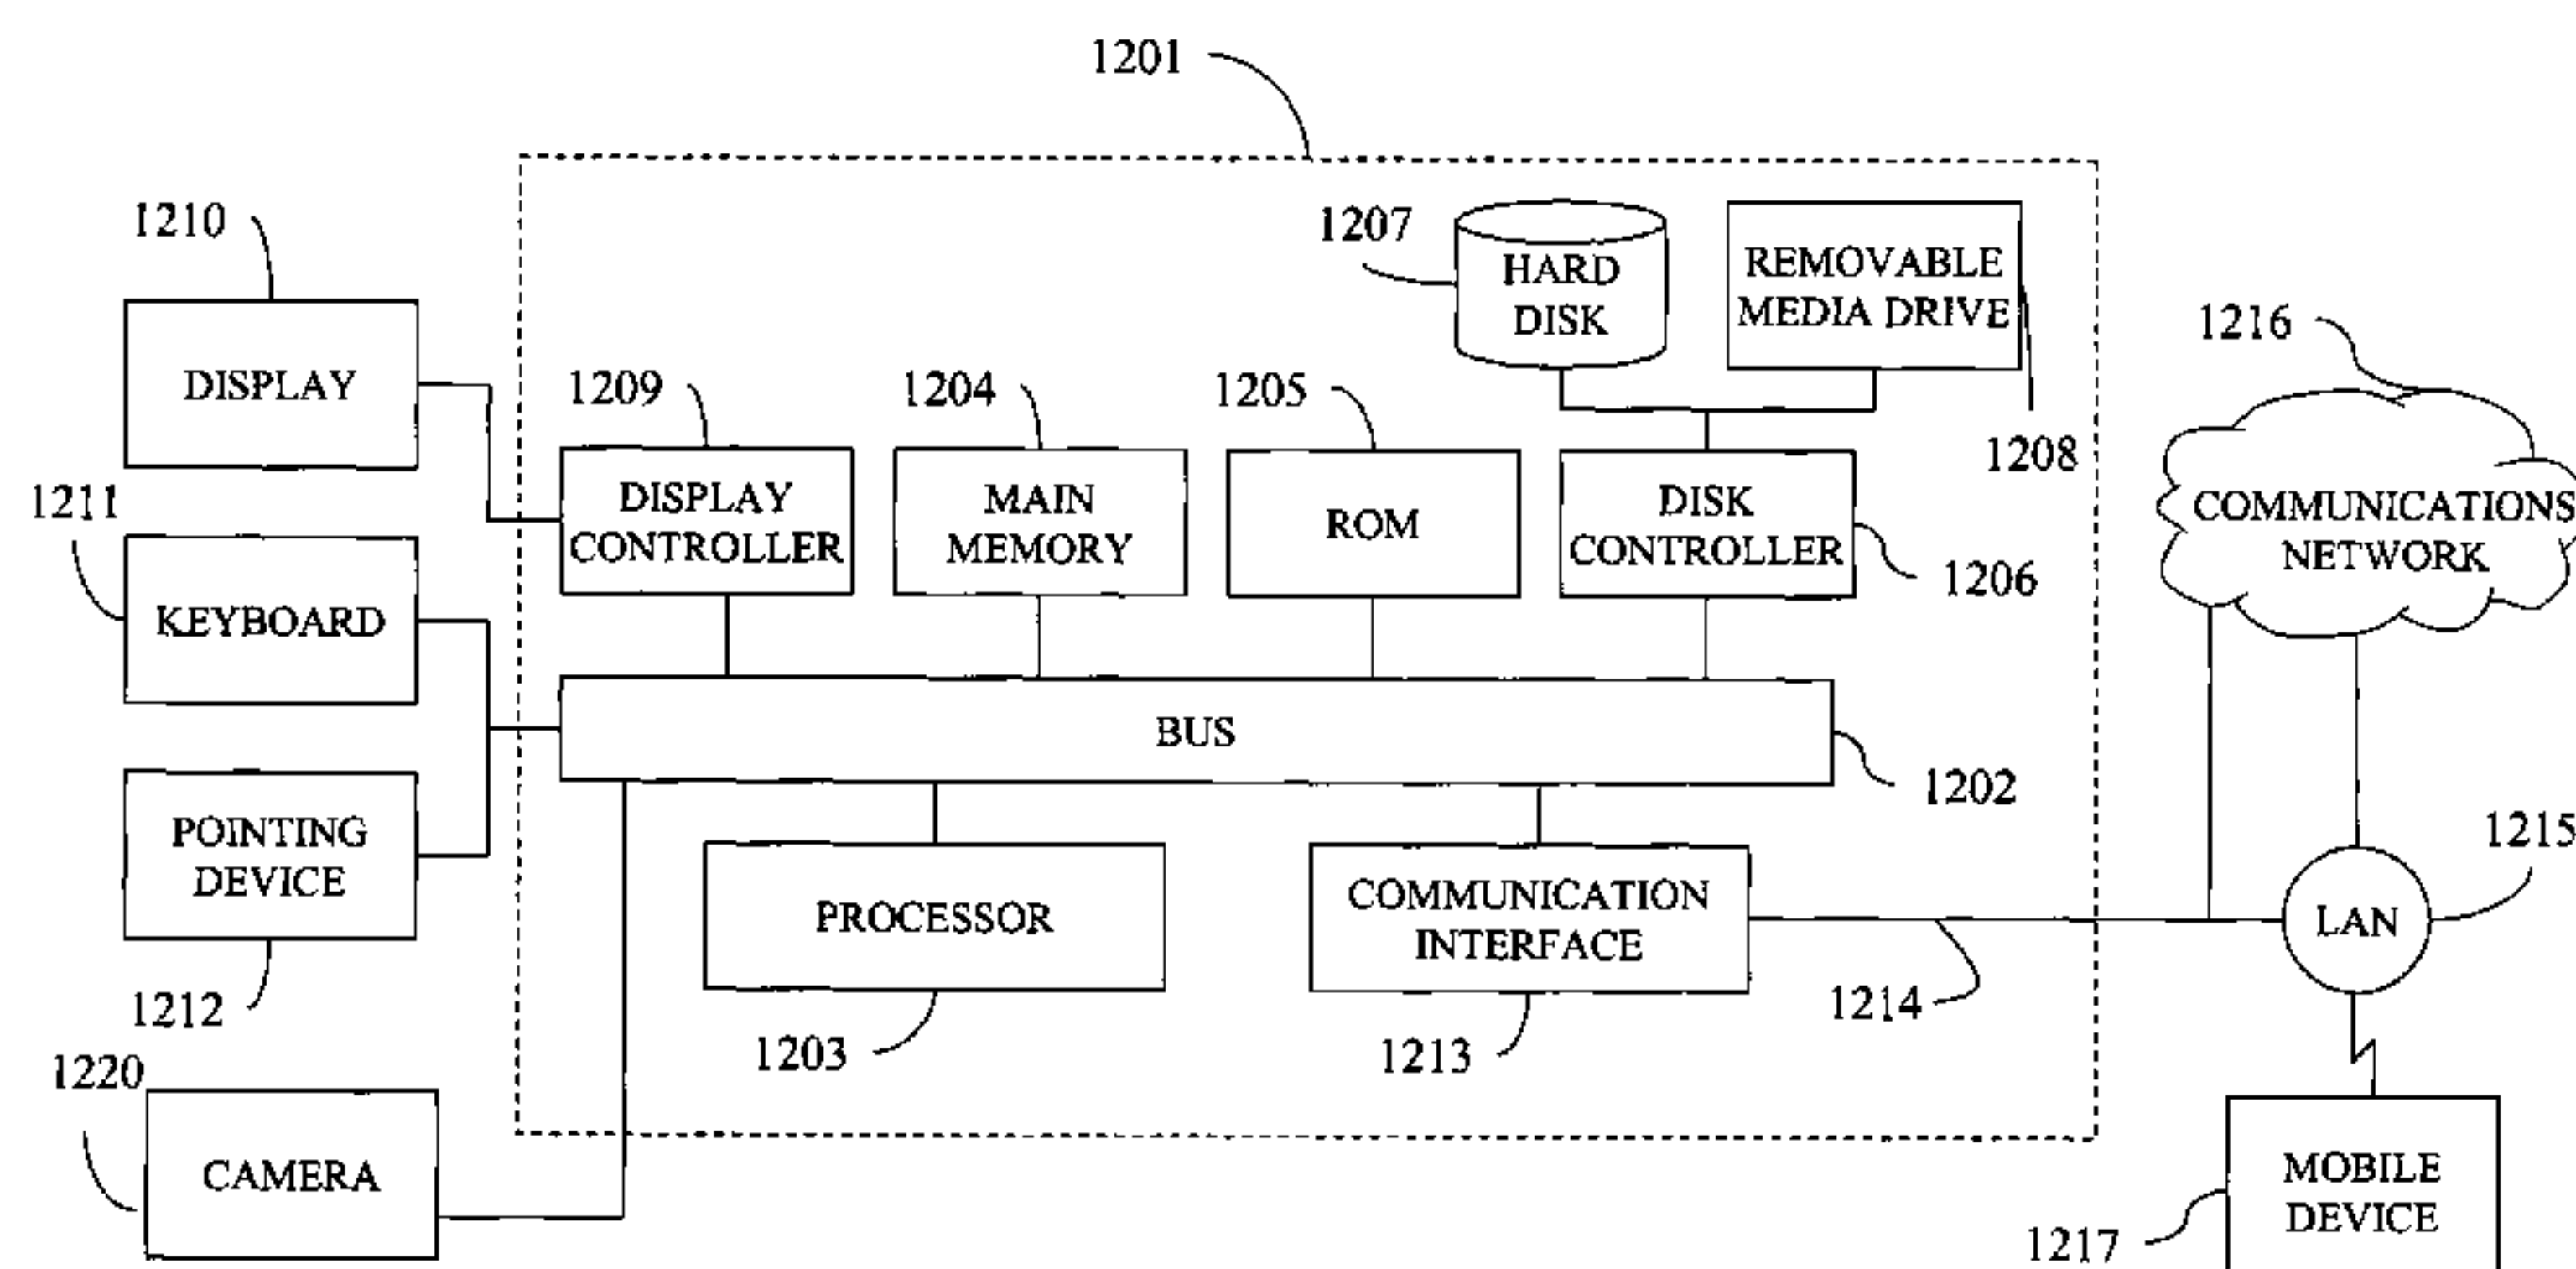 1201
1210
1207
HARD
DISK
REMOVABLE
MEDIA DRIVE
1216
DISPLAY
1209
1204
1205
1208
1211
DISPLAY
CONTROLLER
MAIN
MEMORY
ROM
DISK
CONTROLLER
1206
COMMUNICATIONS
NETWORK
KEYBOARD
BUS
1202
POINTING
DEVICE
1215
PROCESSOR
COMMUNICATION
INTERFACE
LAN
1212
1214
1203
1213
1220
CAMERA
MOBILE
DEVICE
1217